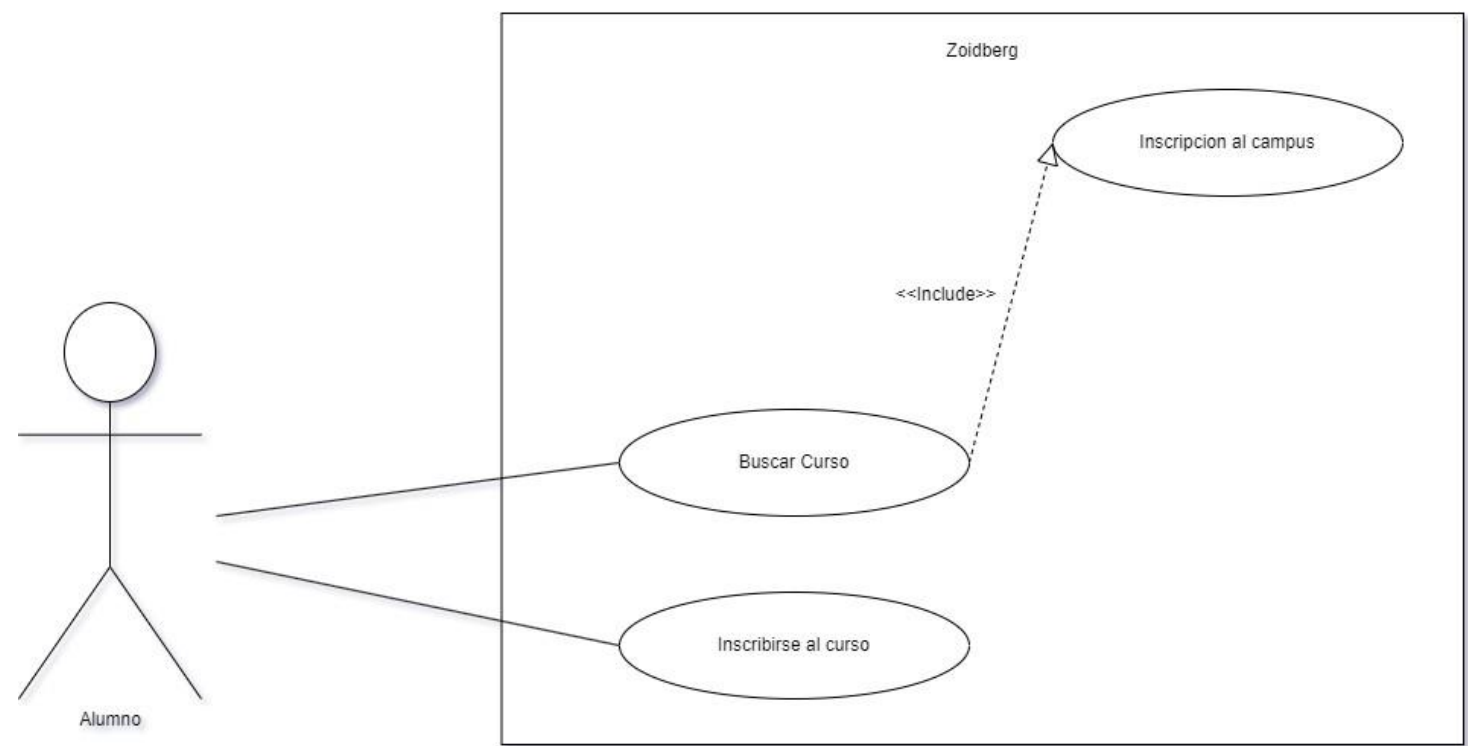 Zoidberg
Inscripcion al campus
<<Include>>
Buscar Curso
Inscribirse al curso
Alumno